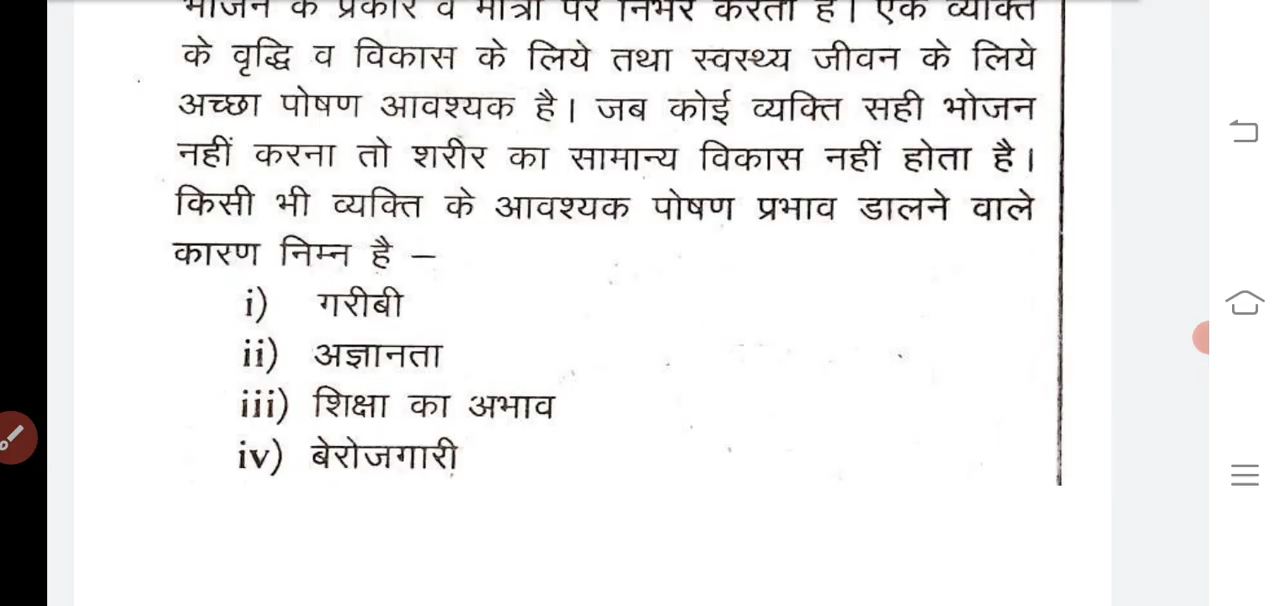 भोजन के प्रकार व मात्रा पर निर्भर करता है। एक व्यक्ति
के वृद्धि व विकास के लिये तथा स्वस्थ्य जीवन के लिये
अच्छा पोषण आवश्यक है। जब कोई व्यक्ति सही भोजन
नहीं करना तो शरीर का सामान्य विकास नहीं होता है।
किसी भी व्यक्ति के आवश्यक पोषण प्रभाव डालने वाले
कारण निम्न है –
i) गरीबी
ii) अज्ञानता
iii) शिक्षा का अभाव
iv) बेरोजगारी